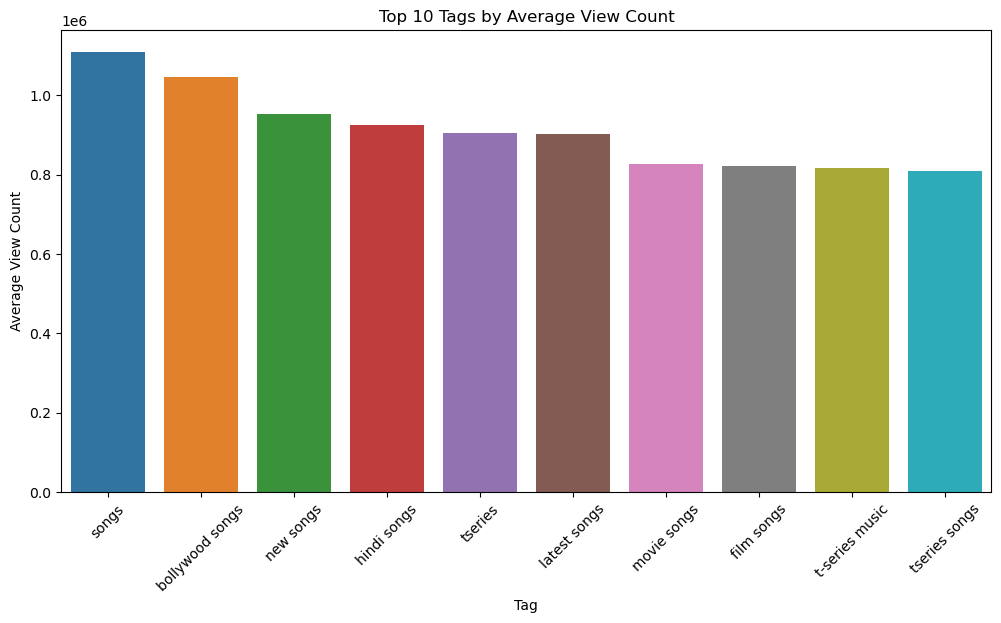 Top 10 Tags by Average View Count
1e6
1.0
0.8
0.6
0.4
0.2
0.0
Average View Count
songs
bollywood songs
new songs
hindi songs
tseries
latest songs
movie songs
film songs
t-series music
tseries songs
Tag